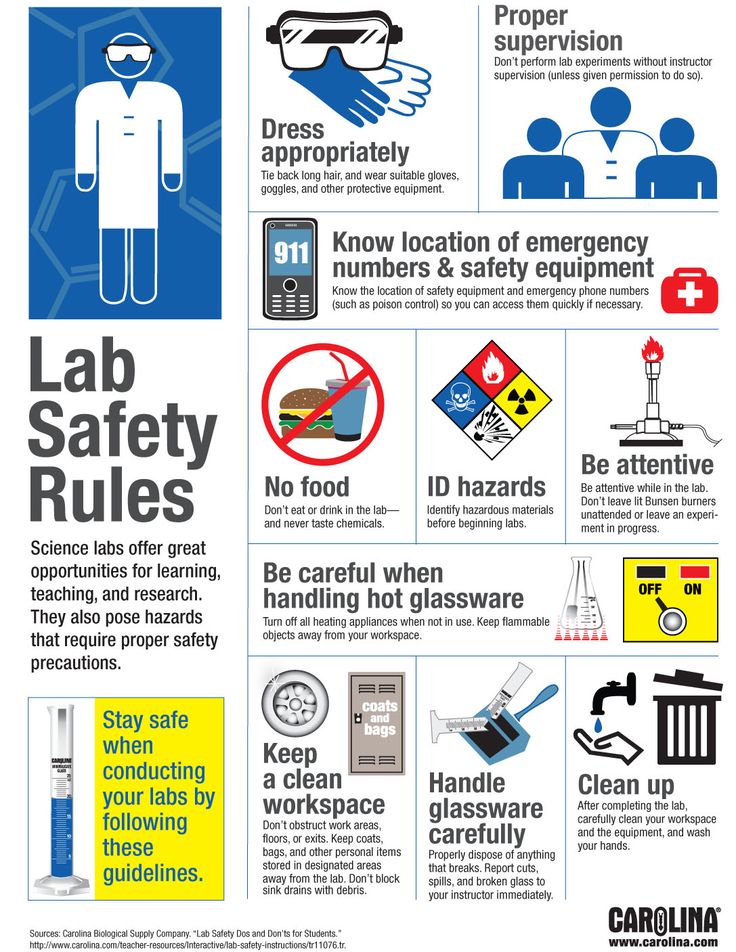 Lab
Safety
Rules
Science labs offer great
opportunities for learning,
teaching, and research.
They also pose hazards
that require proper safety
precautions.
CAROLINA
Stay safe
when
conducting
your labs by
following
these
guidelines.
Dress
appropriately
Tie back long hair, and wear suitable gloves,
goggles, and other protective equipment.
Proper
supervision
Don't perform lab experiments without instructor
supervision (unless given permission to do so).
911
Know location of emergency
numbers & safety equipment
Know the location of safety equipment and emergency phone numbers
(such as poison control) so you can access them quickly if necessary.
No food
Don't eat or drink in the lab—
and never taste chemicals.
ID hazards
Identify hazardous materials
before beginning labs.
Be attentive
Be attentive while in the lab.
Don't leave lit Bunsen burners
unattended or leave an experi-
ment in progress.
Be careful when
handling hot glassware
Turn off all heating appliances when not in use. Keep flammable
objects away from your workspace.
OFF ON
coats
and
bags
Keep
a clean
workspace
Don't obstruct work areas,
floors, or exits. Keep coats,
bags, and other personal items
stored in designated areas
away from the lab. Don't block
sink drains with debris.
Handle
glassware
carefully
Properly dispose of anything
that breaks. Report cuts,
spills, and broken glass to
your instructor immediately.
Clean up
After completing the lab,
carefully clean your workspace
and the equipment, and wash
your hands.
Sources: Carolina Biological Supply Company. "Lab Safety Dos and Don'ts for Students."
http://www.carolina.com/teacher-resources/Interactive/lab-safety-instructions/tr11076.tr.
CAROLINA®
www.carolina.com